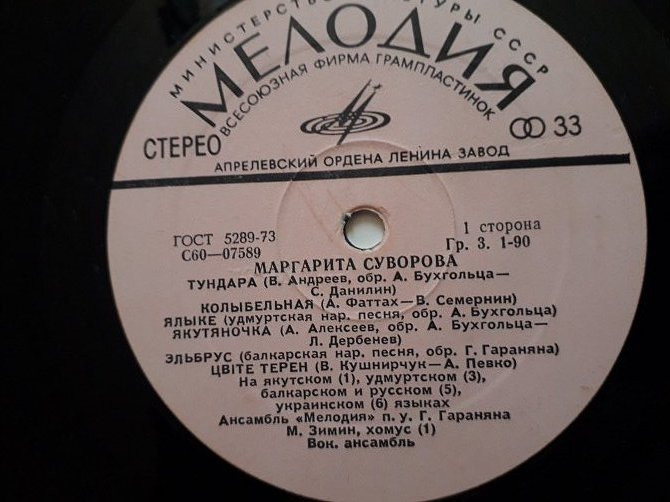 МИНИСТЕРСТВО КУЛЬТУРЫ СССР
МЕЛОДИЯ
ВСЕСОЮЗНАЯ ФИРМА ГРАМПЛАСТИНОК
СТЕРЕО
33
АПРЕЛЕВСКИЙ ОРДЕНА ЛЕНИНА ЗАВОД
ГОСТ 5289-73
1 сторона
С60—07589
Гр. 3. 1-90
МАРГАРИТА СУВОРОВА
ТУНДАРА (В. Андреев, обр. А. Бухгольца—
С. Данилин)
КОЛЫБЕЛЬНАЯ (А. Фаттах—В. Семернин)
ЯЛЫКЕ (удмуртская нар. песня, обр. А. Бухгольца)
ЯКУТЯНОЧКА (А. Алексеев, обр. А. Бухгольца—
Л. Дербенев)
ЭЛЬБРУС (балкарская нар. песня, обр. Г. Гараняна)
ЦВІТЕ ТЕРЕН (В. Кушнирчук—А. Певко)
На якутском (1), удмуртском (3),
балкарском и русском (5),
украинском (6) языках
Ансамбль «Мелодия» п. у. Г. Гараняна
М. Зимин, хомус (1)
Вок. ансамбль